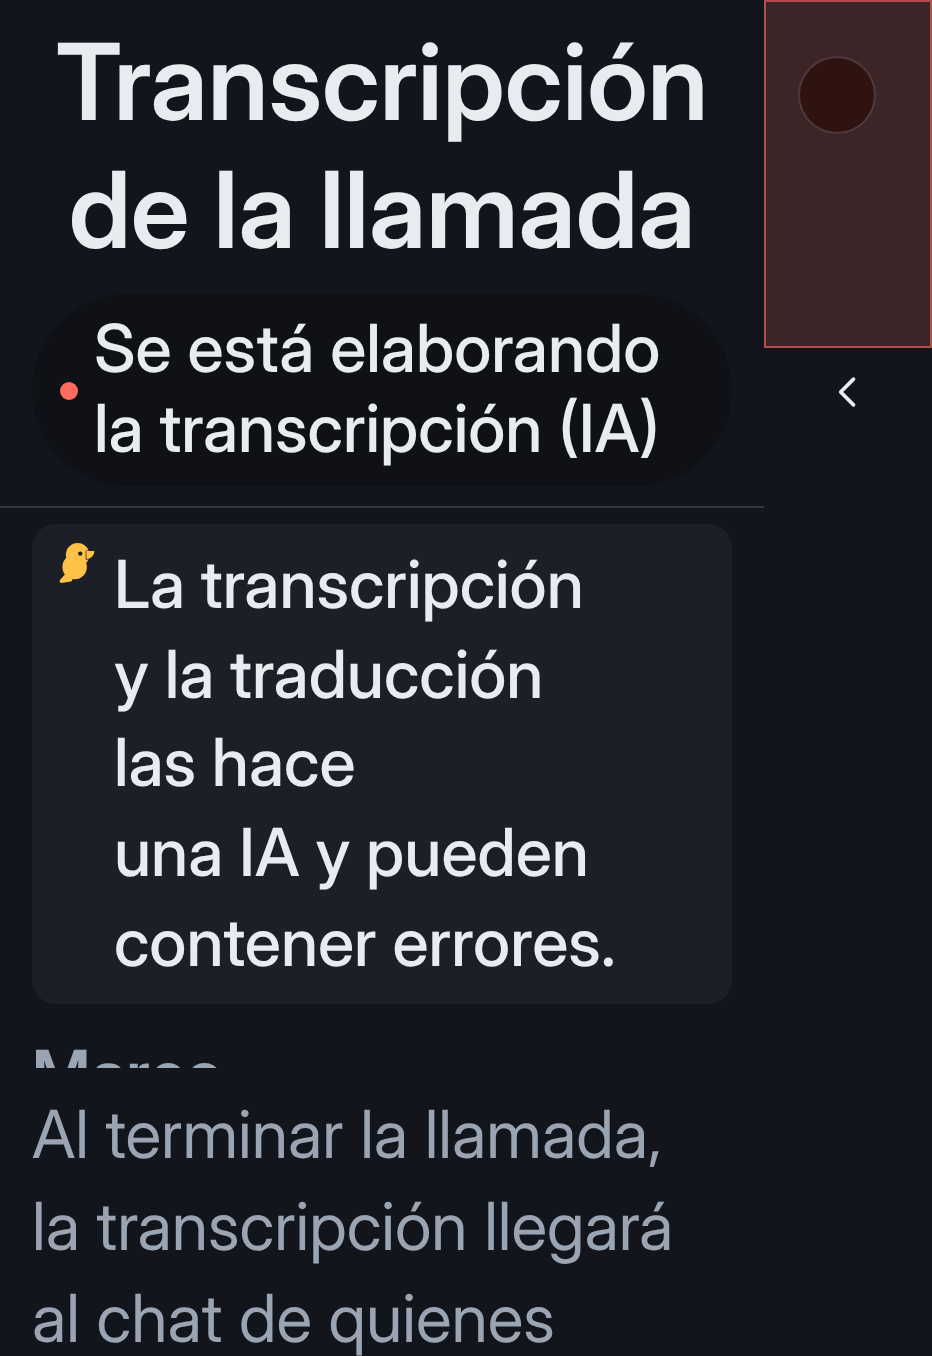 Transcripción
de la llamada
Se está elaborando
la transcripción (IA)
La transcripción
y la traducción
las hace
una IA y pueden
contener errores.
Al terminar la llamada,
la transcripción llegará
al chat de quienes